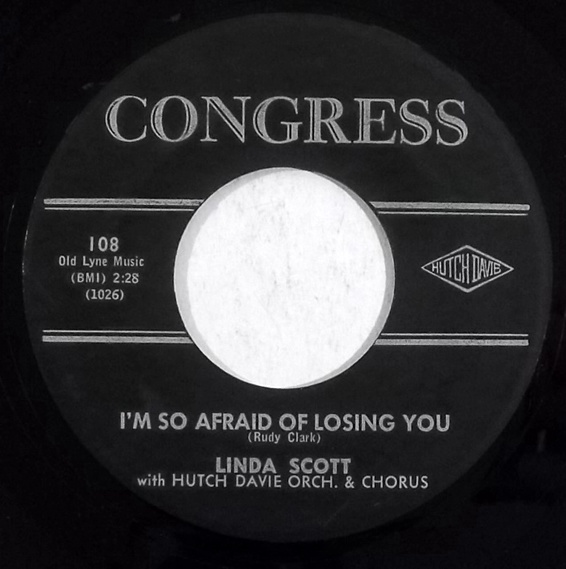 CONGRESS
108
Old Lyne Music
(BMI) 2:28
(1026)
HUTCH DAVIE
I'M SO AFRAID OF LOSING YOU
(Rudy Clark)
LINDA SCOTT
with HUTCH DAVIE ORCH. & CHORUS